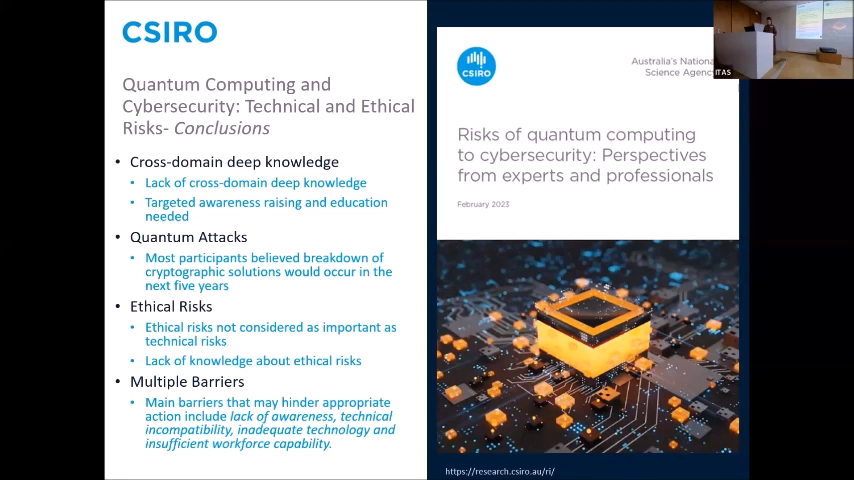 CSIRO
Quantum Computing and
Cybersecurity: Technical and Ethical
Risks- Conclusions
• Cross-domain deep knowledge
• Lack of cross-domain deep knowledge
• Targeted awareness raising and education
needed
• Quantum Attacks
• Most participants believed breakdown of
cryptographic solutions would occur in the
next five years
• Ethical Risks
• Ethical risks not considered as important as
technical risks
• Lack of knowledge about ethical risks
• Multiple Barriers
• Main barriers that may hinder appropriate
action include lack of awareness, technical
incompatibility, inadequate technology and
insufficient workforce capability.
CSIRO
Australia's National
Science Agency
Risks of quantum computing
to cybersecurity: Perspectives
from experts and professionals
February 2023
https://research.csiro.au/ri/
ITAS